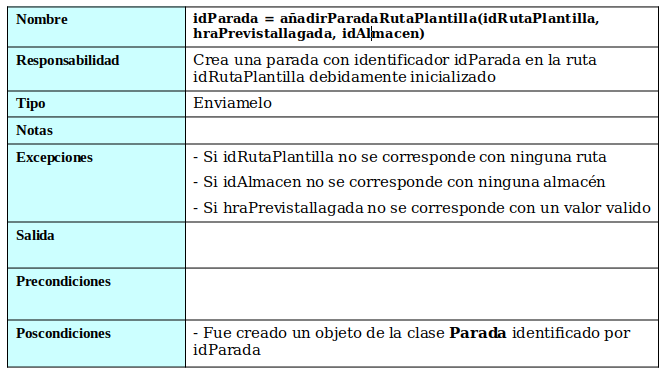 Nombre
idParada = añadirParadaRutaPlantilla(idRutaPlantilla,
hraPrevistallagada, idAlmacen)
Responsabilidad
Crea una parada con identificador idParada en la ruta
idRutaPlantilla debidamente inicializado
Tipo
Enviamelo
Notas
Excepciones
- Si idRutaPlantilla no se corresponde con ninguna ruta
- Si idAlmacen no se corresponde con ninguna almacén
- Si hraPrevistallagada no se corresponde con un valor valido
Salida
Precondiciones
Poscondiciones
- Fue creado un objeto de la clase Parada identificado por
idParada